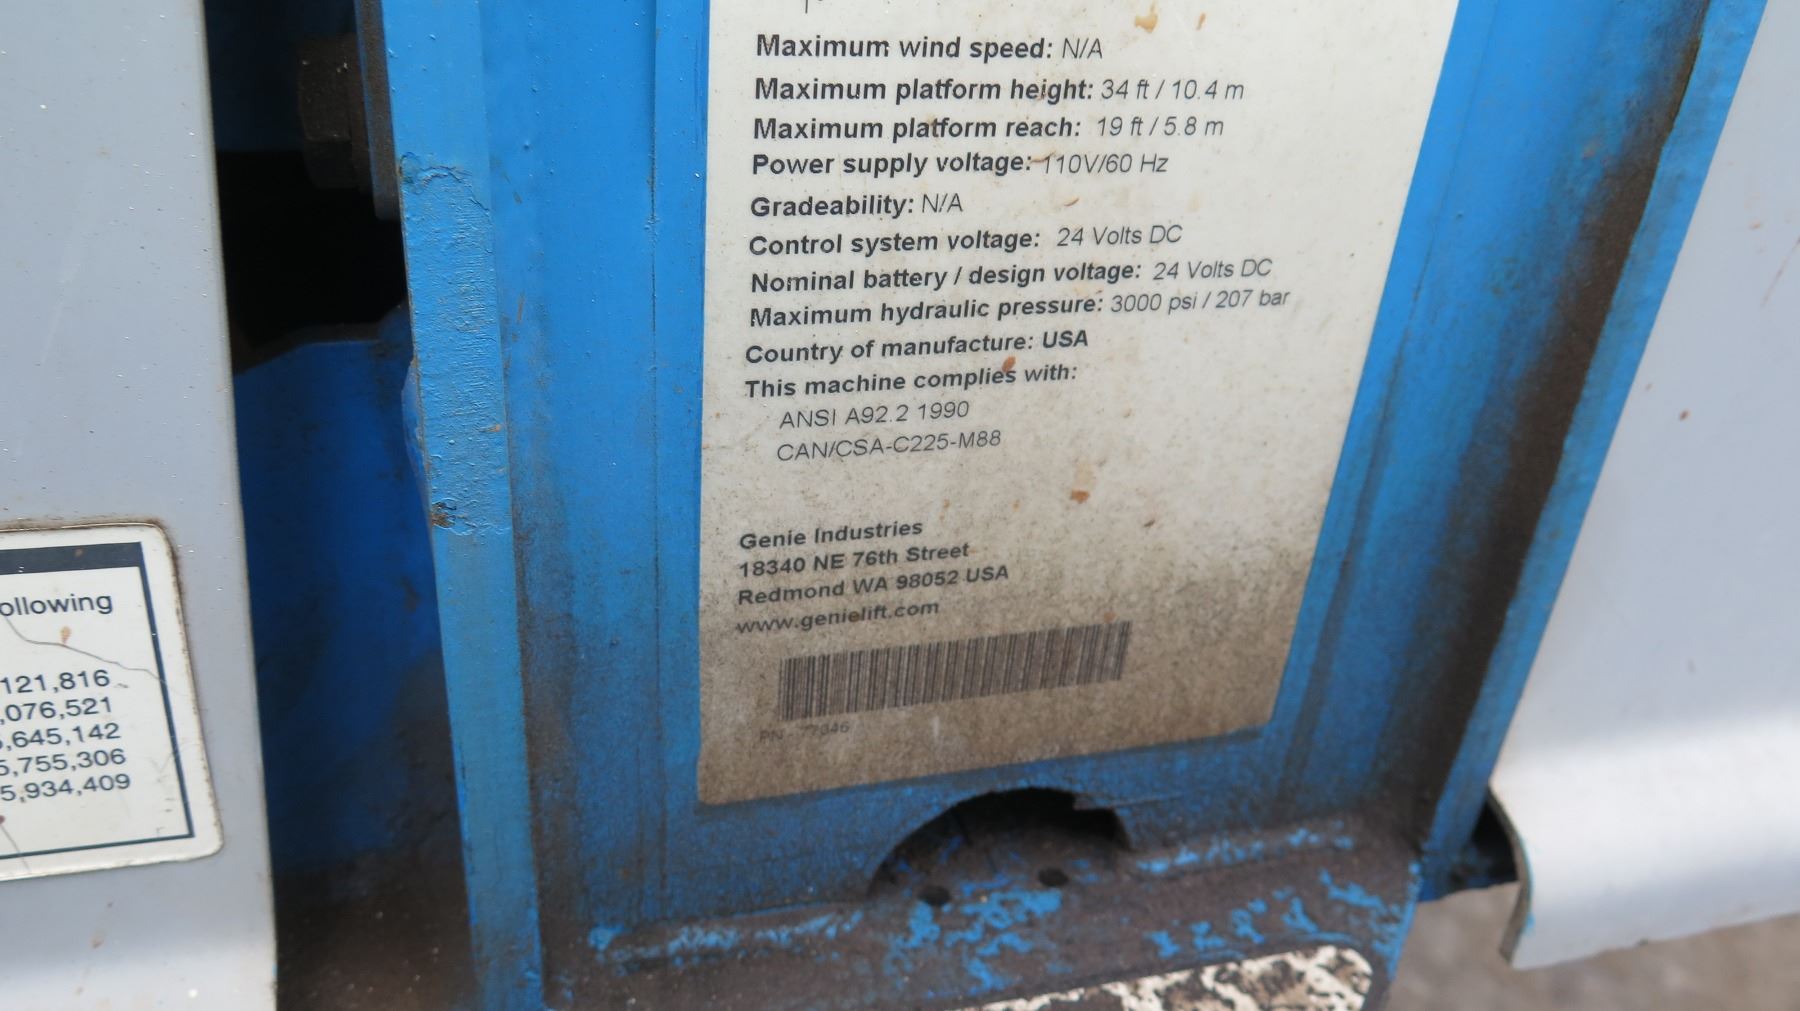 Maximum wind speed: N/A
Maximum platform height: 34 ft / 10.4 m
Maximum platform reach: 19 ft / 5.8 m
Power supply voltage: 110V/60 Hz
Gradeability: N/A
Control system voltage: 24 Volts DC
Nominal battery / design voltage: 24 Volts DC
Maximum hydraulic pressure: 3000 psi / 207 bar
Country of manufacture: USA
This machine complies with:
ANSI A92.2 1990
CAN/CSA-C225-M88
Genie Industries
18340 NE 76th Street
Redmond WA 98052 USA
www.genielift.com
PN - 77046
ollowing
121,816
,076,521
,645,142
5,755,306
5,934,409